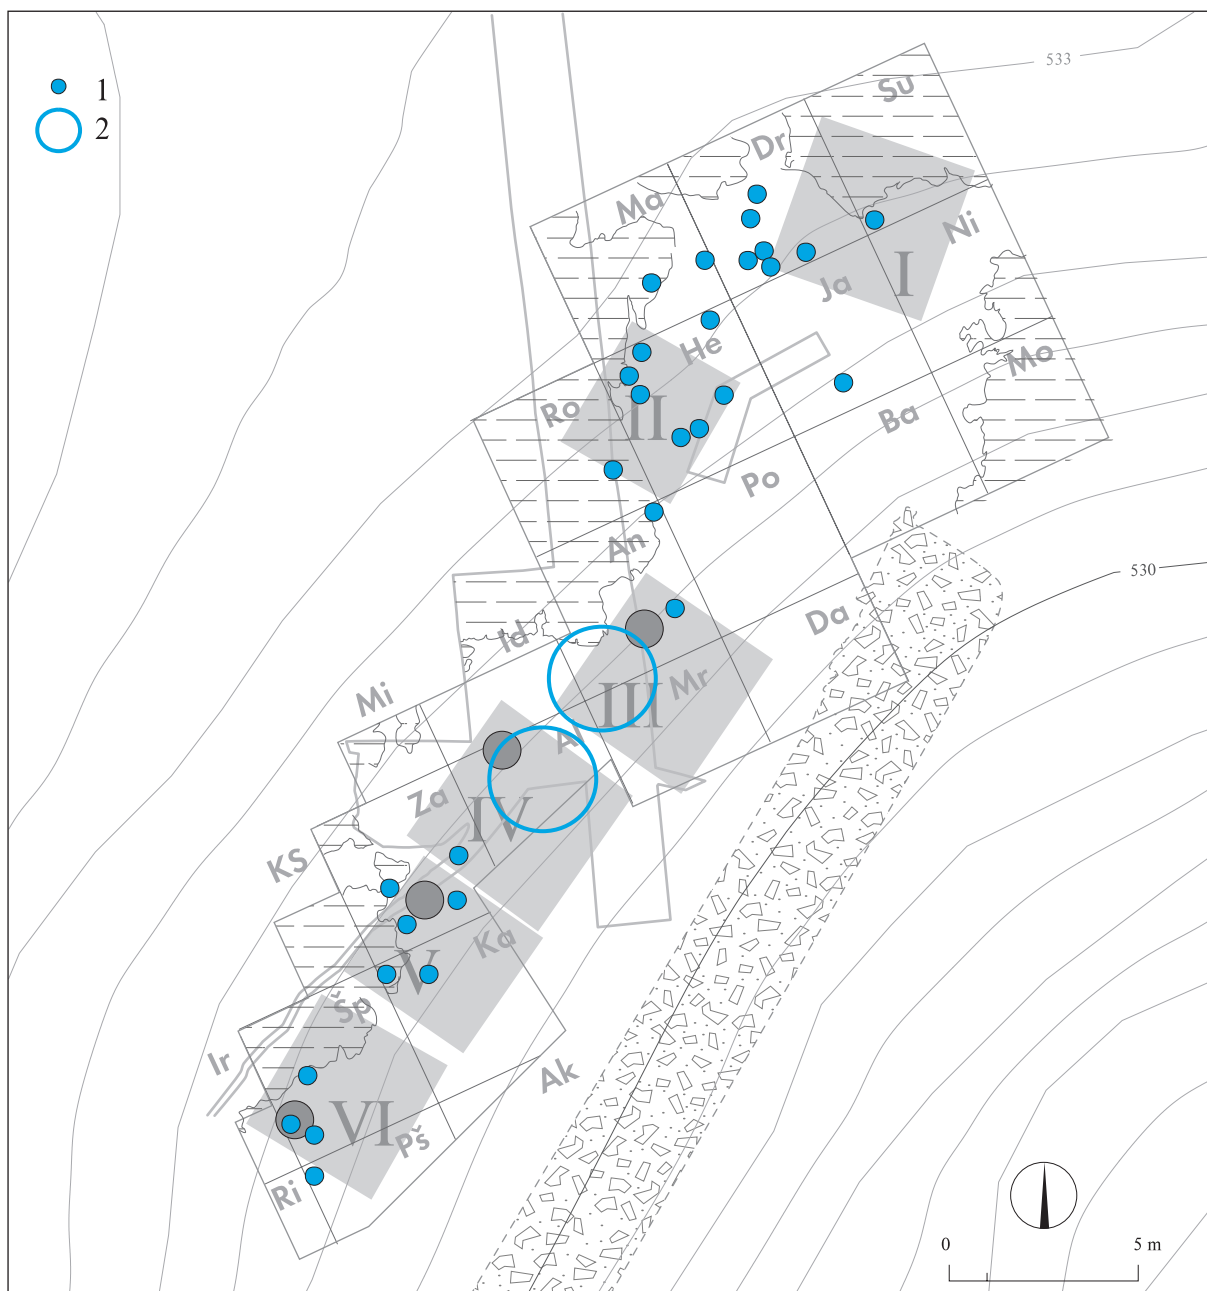 533
1
Su
2
Dr
Ma
Ni
I
Ja
He
Mo
Ro
II
Ba
Po
An
530
Da
Id
Mi
III
Mr
Al
Za
IV
KS
Ka
V
Šp
Ir
Ak
VI
Pš
Ri
0
5 m